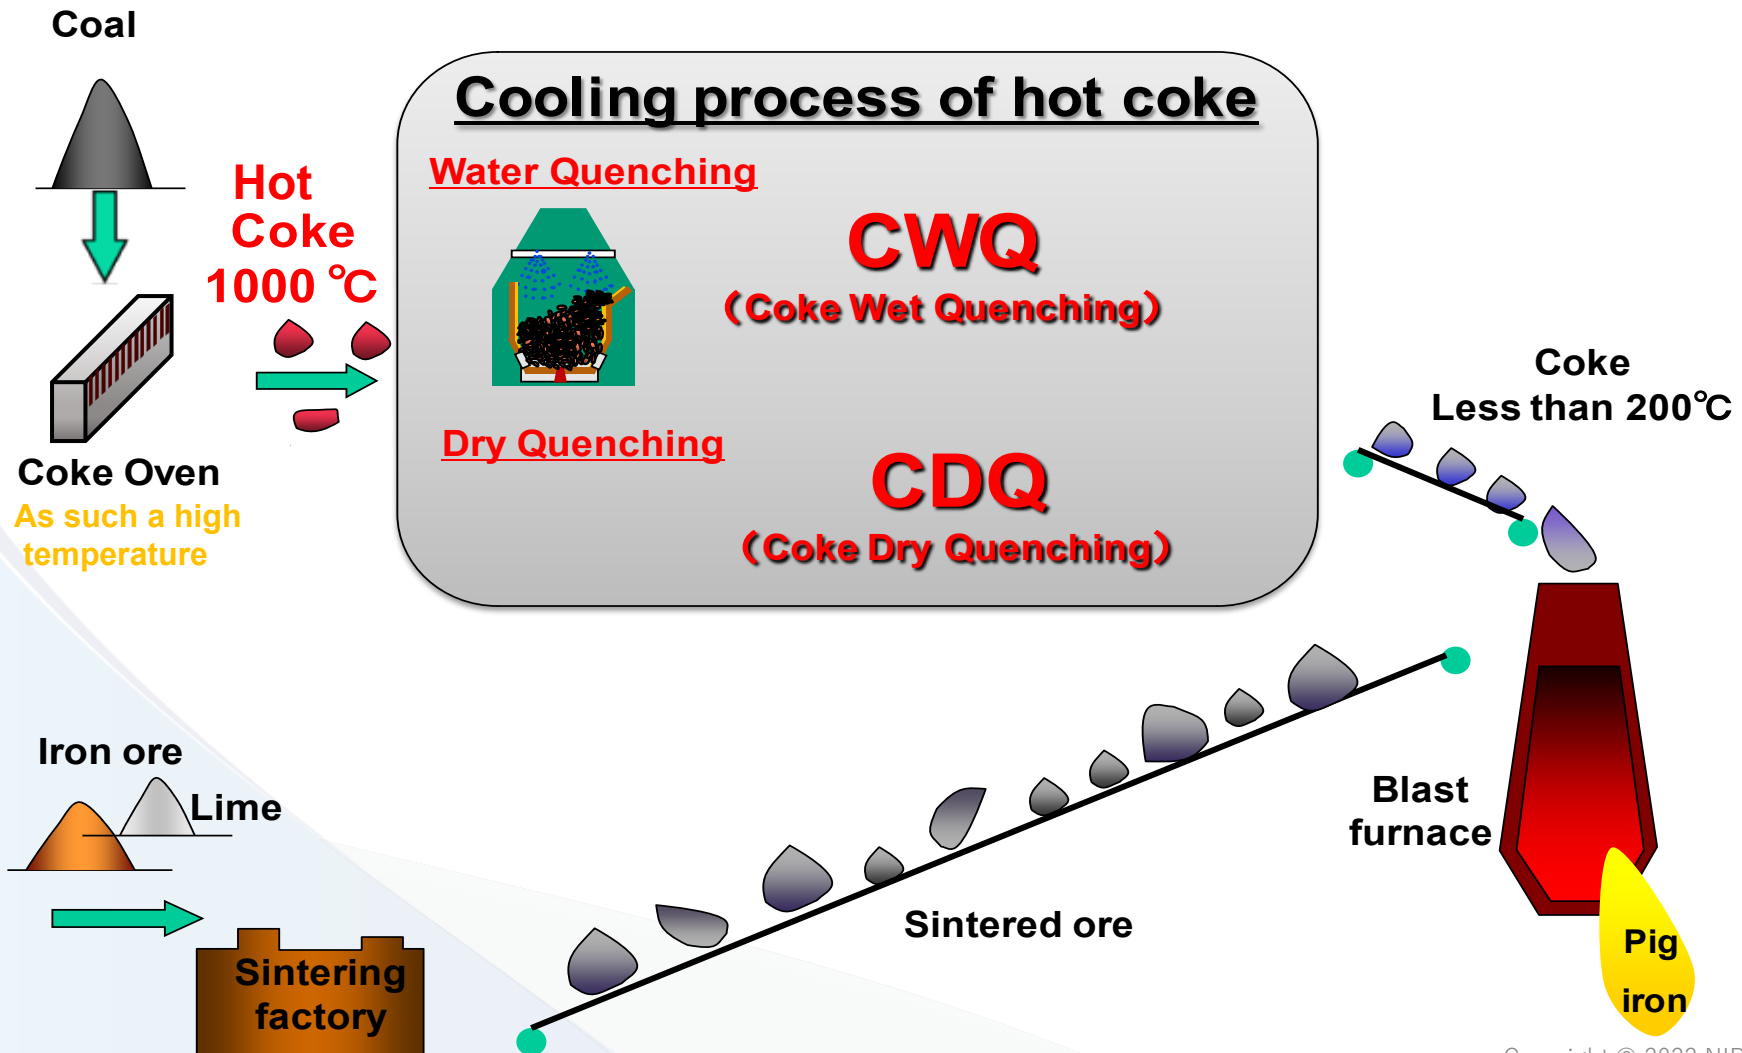 Coal
Cooling process of hot coke
Water Quenching
Hot
Coke
1000 ℃
CWQ
（Coke Wet Quenching）
Coke
Less than 200℃
Dry Quenching
CDQ
（Coke Dry Quenching）
Coke Oven
As such a high
temperature
Iron ore
Lime
Blast
furnace
Sintered ore
Sintering
factory
Pig
iron